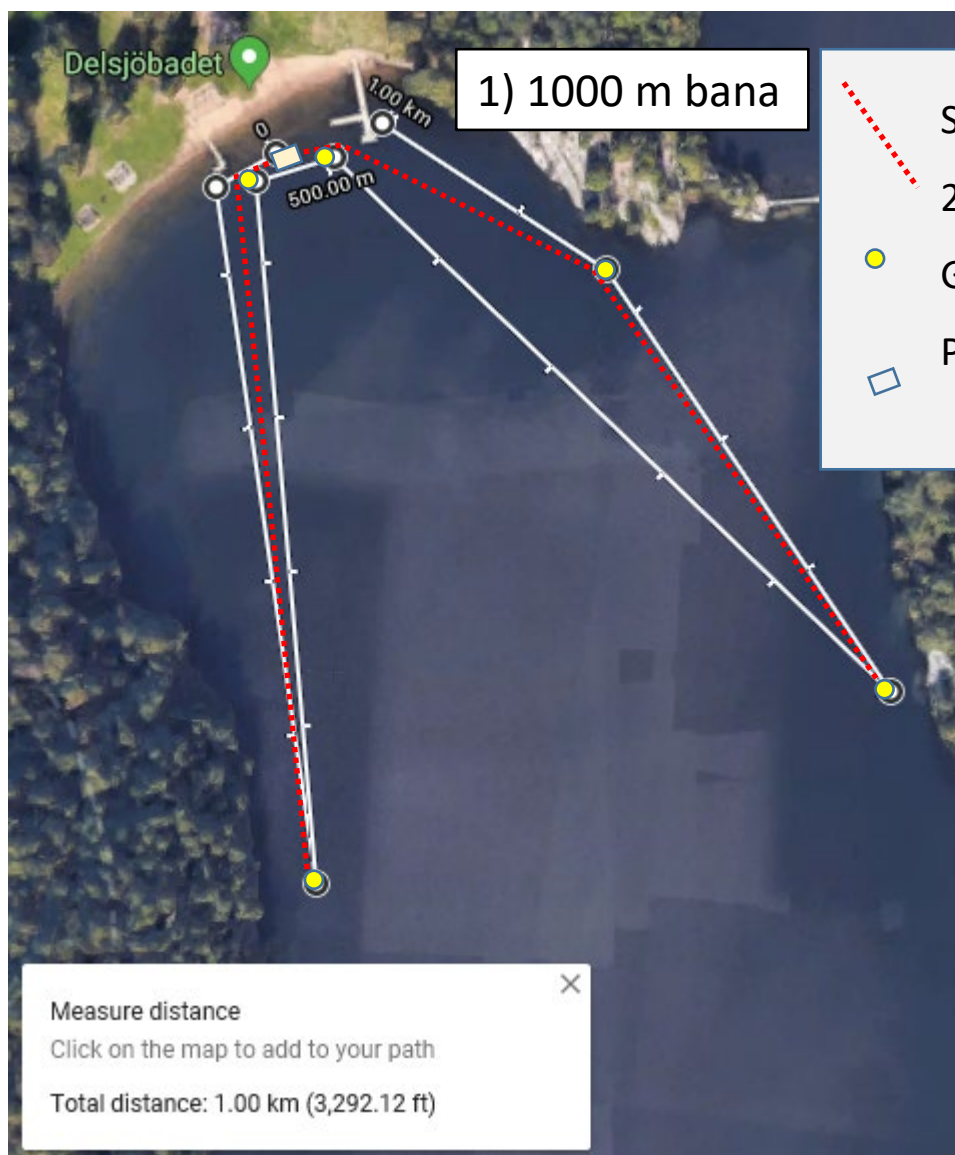 Delsjöbadet
1) 1000 m bana
1.00 km
0
500.00 m
S
2
G
P
Measure distance
Click on the map to add to your path
Total distance: 1.00 km (3,292.12 ft)